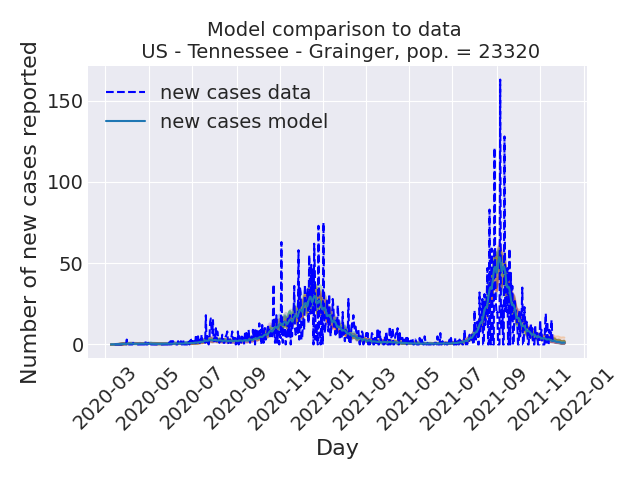 Model comparison to data
US - Tennessee - Grainger, pop. = 23320
Number of new cases reported
150
100
50
0
new cases data
new cases model
2020-03
2020-05
2020-07
2020-09
2020-11
2021-01
2021-03
2021-05
2021-07
2021-09
2021-11
2022-01
Day